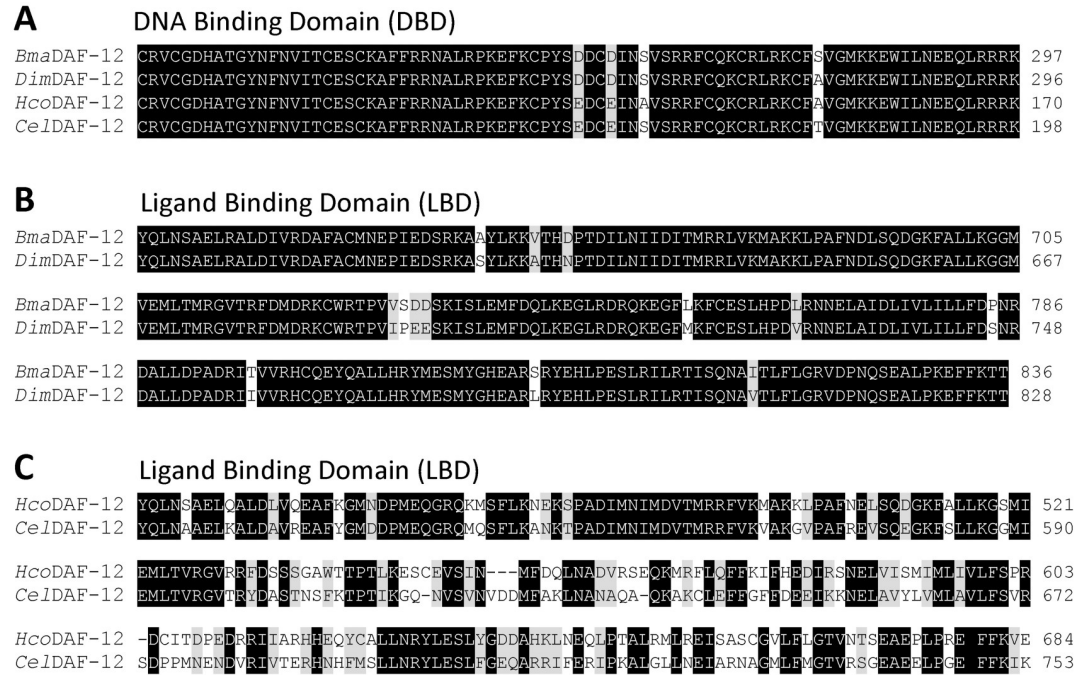 A DNA Binding Domain (DBD)
BmaDAF-12 CRVCGDHATGYNFNVITCESCKAFFRRNALRPKEFKCPYSDDCDINSVSRRFCQKCRLRKCFSVGMKKEWILNEEQLRRRK 297
DimDAF-12 CRVCGDHATGYNFNVITCESCKAFFRRNALRPKEFKCPYSDDCDINSVSRRFCQKCRLRKCFAVGMKKEWILNEEQLRRRK 296
HcoDAF-12 CRVCGDHATGYNFNVITCESCKAFFRRNALRPKEFKCPYSEDCEINAVSRRFCQKCRLRKCFAVGMKKEWILNEEQLRRRK 170
CelDAF-12 CRVCGDHATGYNFNVITCESCKAFFRRNALRPKEFKCPYSEDCEINSVSRRFCQKCRLRKCFTVGMKKEWILNEEQLRRRK 198
B Ligand Binding Domain (LBD)
BmaDAF-12 YQLNSAELRALDIVRDAFACMNEPIEDSRKAAYLKKVTHDPTDILNIIDITMRRLVKMAKKLPAFNDLSQDGKFALLKGGM 705
DimDAF-12 YQLNSAELRALDIVRDAFACMNEPIEDSRKASYLKKATHNPTDILNIIDITMRRLVKMAKKLPAFNDLSQDGKFALLKGGM 667
BmaDAF-12 VEMLTMRGVTRFDMDRKCWRTPVVSDDSKISLEMFDQLKEGLRDRQKEGFLKFCESLHPDLRNNELAIDLIVLILLFDPNR 786
DimDAF-12 VEMLTMRGVTRFDMDRKCWRTPVIPEESKISLEMFDQLKEGLRDRQKEGFMKFCESLHPDVRNNELAIDLIVLILLFDSNR 748
BmaDAF-12 DALLDPADRITVVRHCQEYQALLHRYMESMYGHEARSRYEHLPESLRILRTISQNAITLFLGRVDPNQSEALPKEFFKTT 836
DimDAF-12 DALLDPADRIIVVRHCQEYQALLHRYMESMYGHEARLRYEHLPESLRILRTISQNAVTLFLGRVDPNQSEALPKEFFKTT 828
C Ligand Binding Domain (LBD)
HcoDAF-12 YQLNSAELQALDLVQEAFKGMNDPMEQGRQKMSFLKNEKSPADIMNIMDVTMRRFVKMAKKLPAFNELSQDGKFALLKGSMI 521
CelDAF-12 YQLNAAELKALDAVREAFYGMDDPMEQGRQMQSFLKANKTPADIMNIMDVTMRRFVKVAKGVPAFREVSQEGKFSLLKGGMI 590
HcoDAF-12 EMLTVRGVRRFDSSSGAWTTPTLKESCEVSIN---MFDQLNADVRSEQKMRFLQFFKIFHEDIRSNELVISMIMLIVLFSPR 603
CelDAF-12 EMLTVRGVTRYDASTNSFKTPTIKGQ-NVSVNVDDMFAKLNANAQA-QKAKCLEFFGFFDEEIKKNELAVYLVMLAVLFSVR 672
HcoDAF-12 -DCITDPEDRRIIARHHEQYCALLNRYLESLYGDDAHKLNEQLPTALRMLREISASCGVLFLGTVNTSEAEPLPRE FFKVE 684
CelDAF-12 SDPPMNENDVRIVTERHNHFMSLLNRYLESLFGEQARRIFERIPKALGLLNEIARNAGMLFMGTVRSGEAEELPGE FFKIK 753